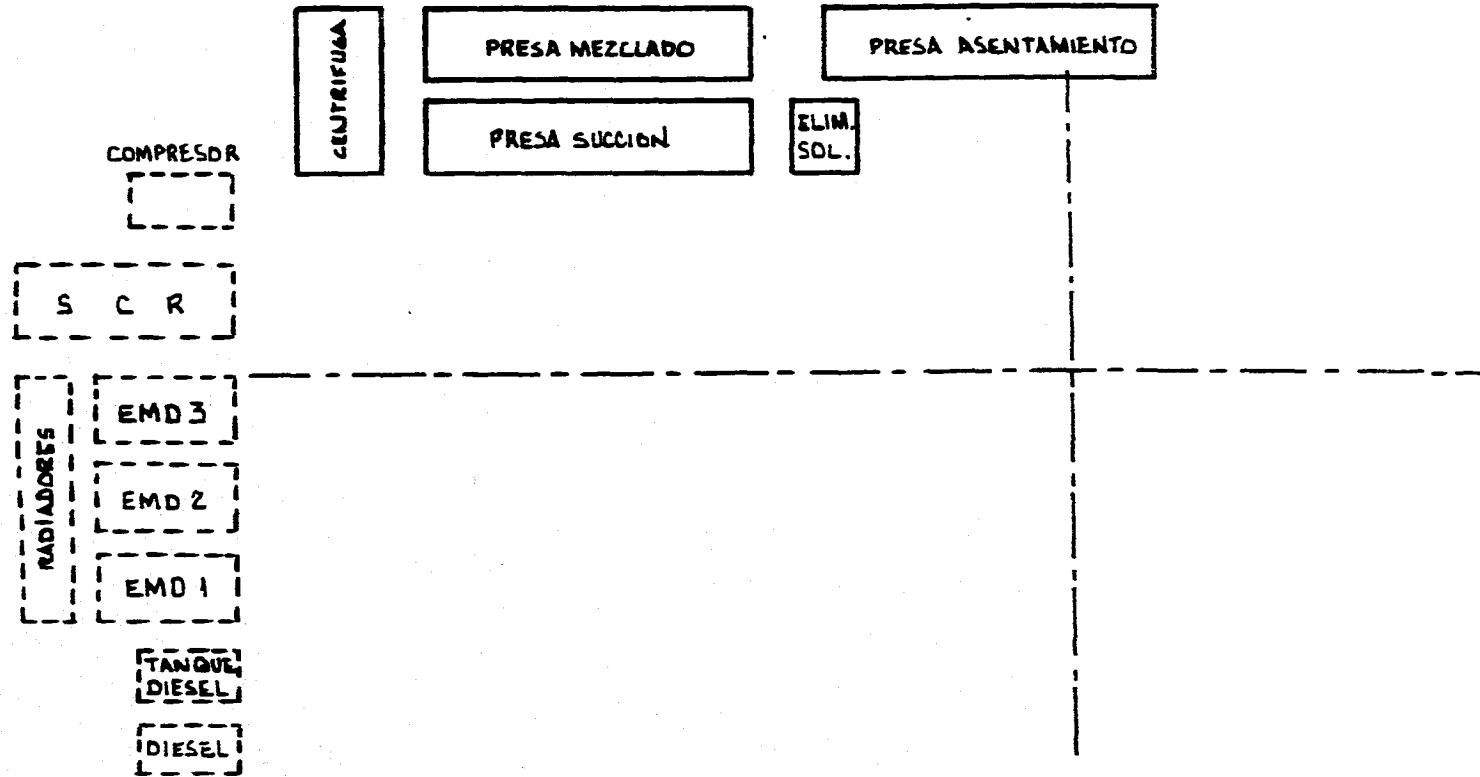 CENTRIFUGA
PRESA MEZCLADO
PRESA ASENTAMIENTO
PRESA SUCCION
ELIM.
SOL.
COMPRESOR
S C R
RADIADORES
EMD 3
EMD 2
EMD 1
TANQUE
DIESEL
DIESEL